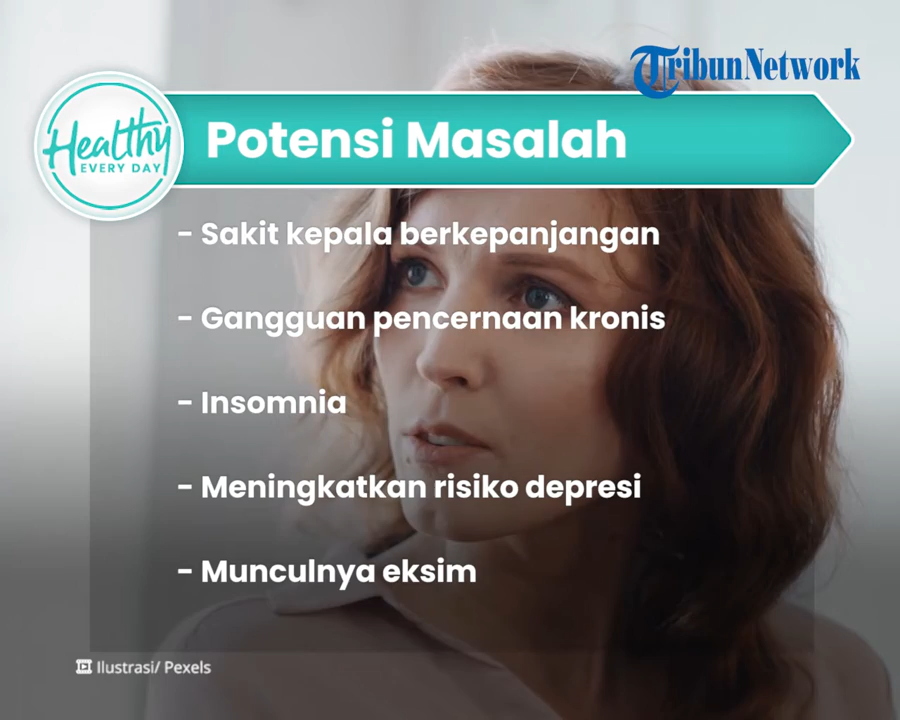 TribunNetwork
Healthy
EVERY DAY
Potensi Masalah
- Sakit kepala berkepanjangan
- Gangguan pencernaan kronis
- Insomnia
- Meningkatkan risiko depresi
- Munculnya eksim
Ilustrasi/ Pexels